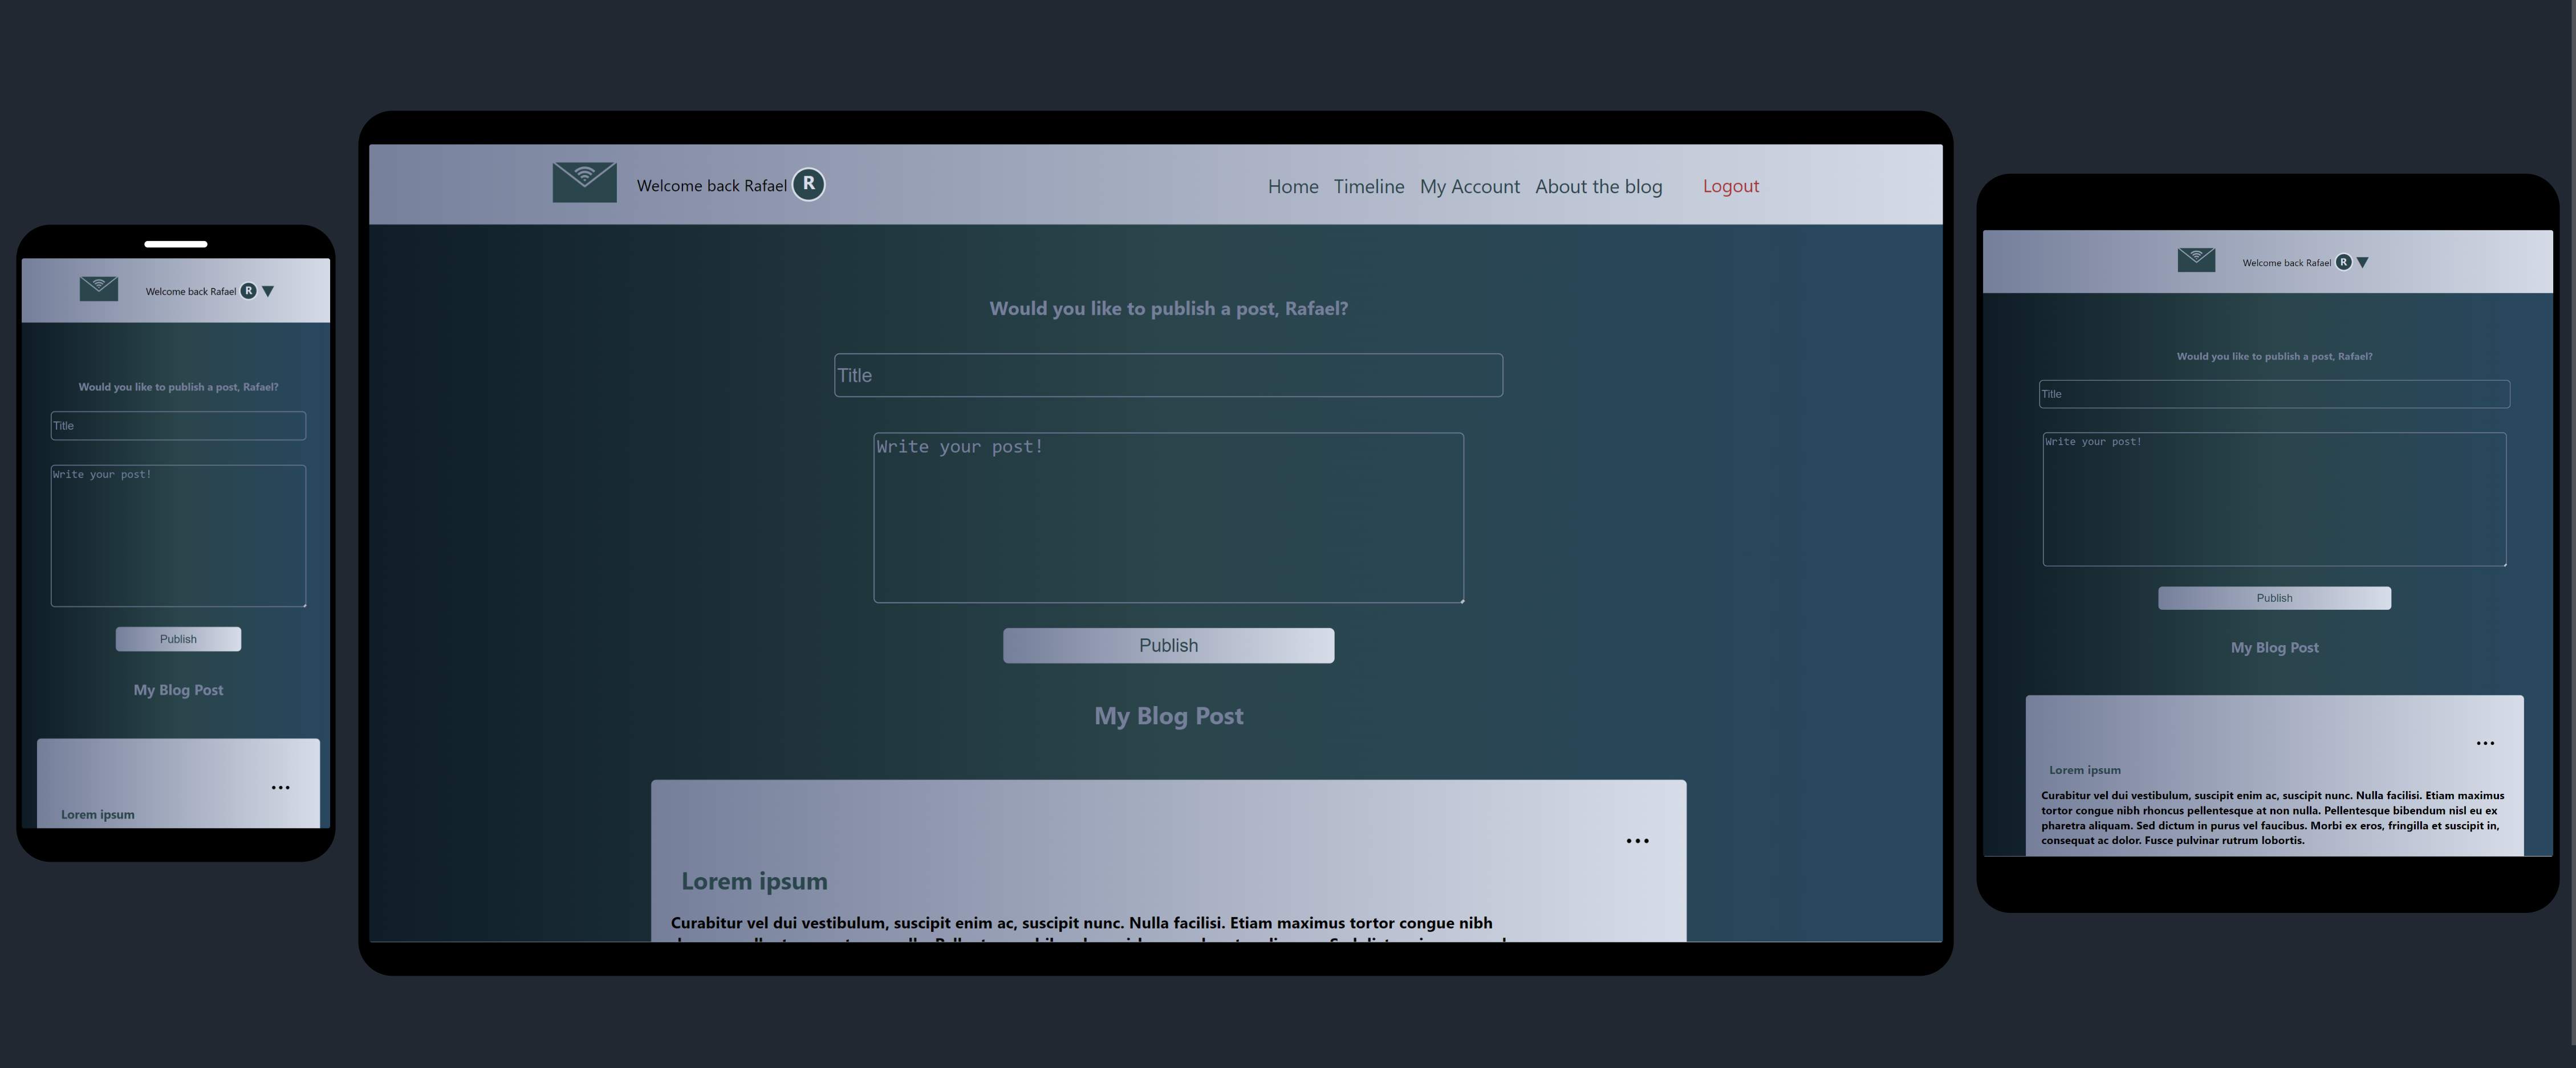 Welcome back Rafael R
Would you like to publish a post, Rafael?
Title
Write your post!
Publish
My Blog Post
Lorem ipsum
Welcome back Rafael R
Home Timeline My Account About the blog Logout
Would you like to publish a post, Rafael?
Title
Write your post!
Publish
My Blog Post
Lorem ipsum
Curabitur vel dui vestibulum, suscipit enim ac, suscipit nunc. Nulla facilisi. Etiam maximus tortor congue nibh
Welcome back Rafael R
Would you like to publish a post, Rafael?
Title
Write your post!
Publish
My Blog Post
Lorem ipsum
Curabitur vel dui vestibulum, suscipit enim ac, suscipit nunc. Nulla facilisi. Etiam maximus
tortor congue nibh rhoncus pellentesque at non nulla. Pellentesque bibendum nisl eu ex
pharetra aliquam. Sed dictum in purus vel faucibus. Morbi ex eros, fringilla et suscipit in,
consequat ac dolor. Fusce pulvinar rutrum lobortis.